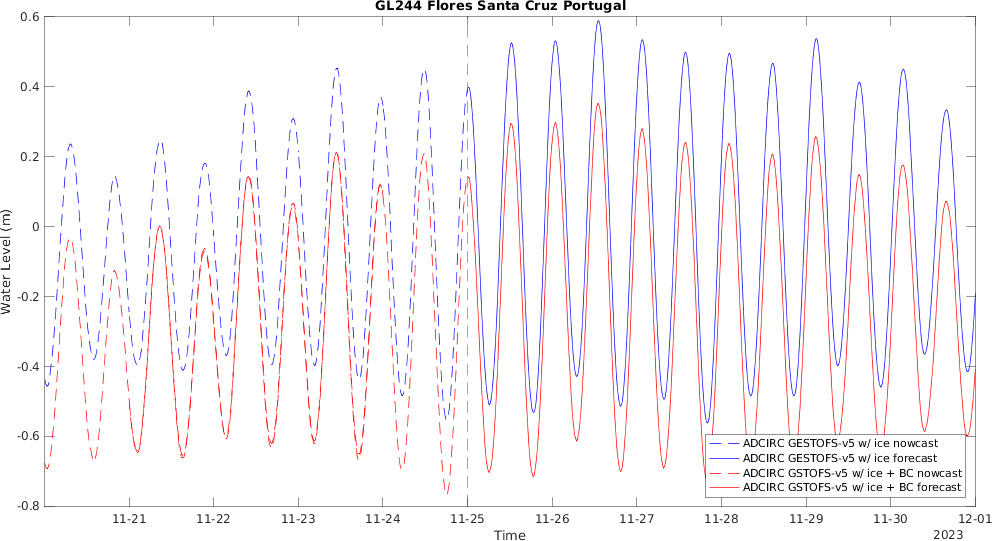 GL244 Flores Santa Cruz Portugal
0.6
0.4
0.2
0
-0.2
-0.4
-0.6
-0.8
Water Level (m)
11-21
11-22
11-23
11-24
11-25
11-26
11-27
11-28
11-29
11-30
12-01
Time
2023
ADCIRC GESTOFS-v5 w/ ice nowcast
ADCIRC GESTOFS-v5 w/ ice forecast
ADCIRC GSTOFS-v5 w/ ice + BC nowcast
ADCIRC GSTOFS-v5 w/ ice + BC forecast